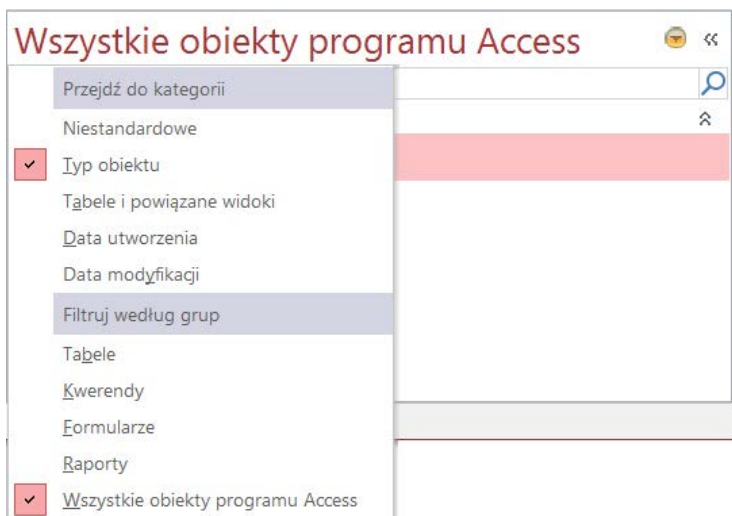 Wszystkie obiekty programu Access
Przejdź do kategorii
Niestandardowe
Typ obiektu
Tabele i powiązane widoki
Data utworzenia
Data modyfikacji
Filtruj według grup
Tabele
Kwerendy
Formularze
Raporty
Wszystkie obiekty programu Access